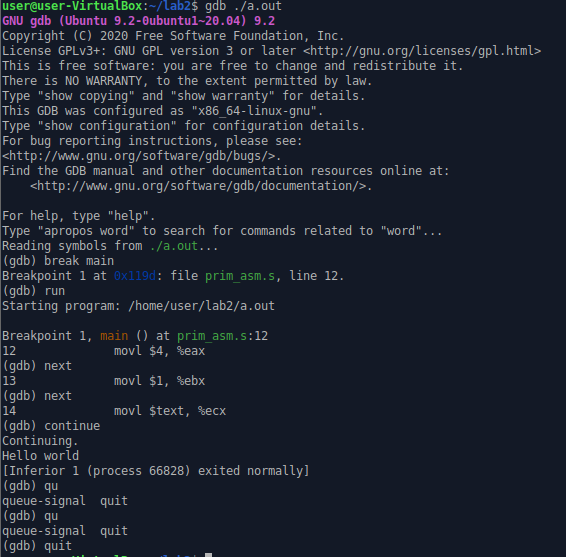 user@user-VirtualBox:~/lab2$ gdb ./a.out
GNU gdb (Ubuntu 9.2-0ubuntu1~20.04) 9.2
Copyright (C) 2020 Free Software Foundation, Inc.
License GPLv3+: GNU GPL version 3 or later <http://gnu.org/licenses/gpl.html>
This is free software: you are free to change and redistribute it.
There is NO WARRANTY, to the extent permitted by law.
Type "show copying" and "show warranty" for details.
This GDB was configured as "x86_64-linux-gnu".
Type "show configuration" for configuration details.
For bug reporting instructions, please see:
<http://www.gnu.org/software/gdb/bugs/>.
Find the GDB manual and other documentation resources online at:
    <http://www.gnu.org/software/gdb/documentation/>.

For help, type "help".
Type "apropos word" to search for commands related to "word"...
Reading symbols from ./a.out...
(gdb) break main
Breakpoint 1 at 0x119d: file prim_asm.s, line 12.
(gdb) run
Starting program: /home/user/lab2/a.out

Breakpoint 1, main () at prim_asm.s:12
12              movl $4, %eax
(gdb) next
13              movl $1, %ebx
(gdb) next
14              movl $text, %ecx
(gdb) continue
Continuing.
Hello world
[Inferior 1 (process 66828) exited normally]
(gdb) qu
queue-signal  quit
(gdb) qu
queue-signal  quit
(gdb) quit